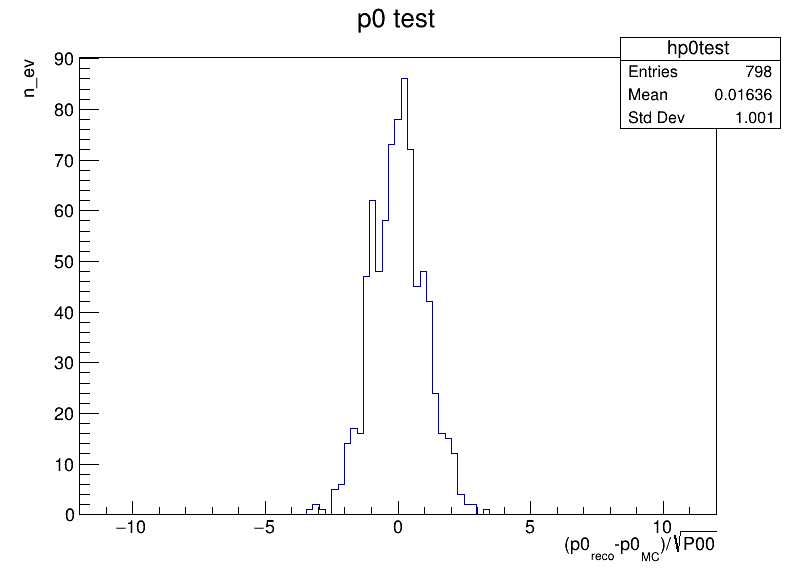 p0 test
hp0test
Entries 798
Mean 0.01636
Std Dev 1.001
n_ev
90
80
70
60
50
40
30
20
10
0
−10 −5 0 5 10
(p0reco-p0MC)/√P00